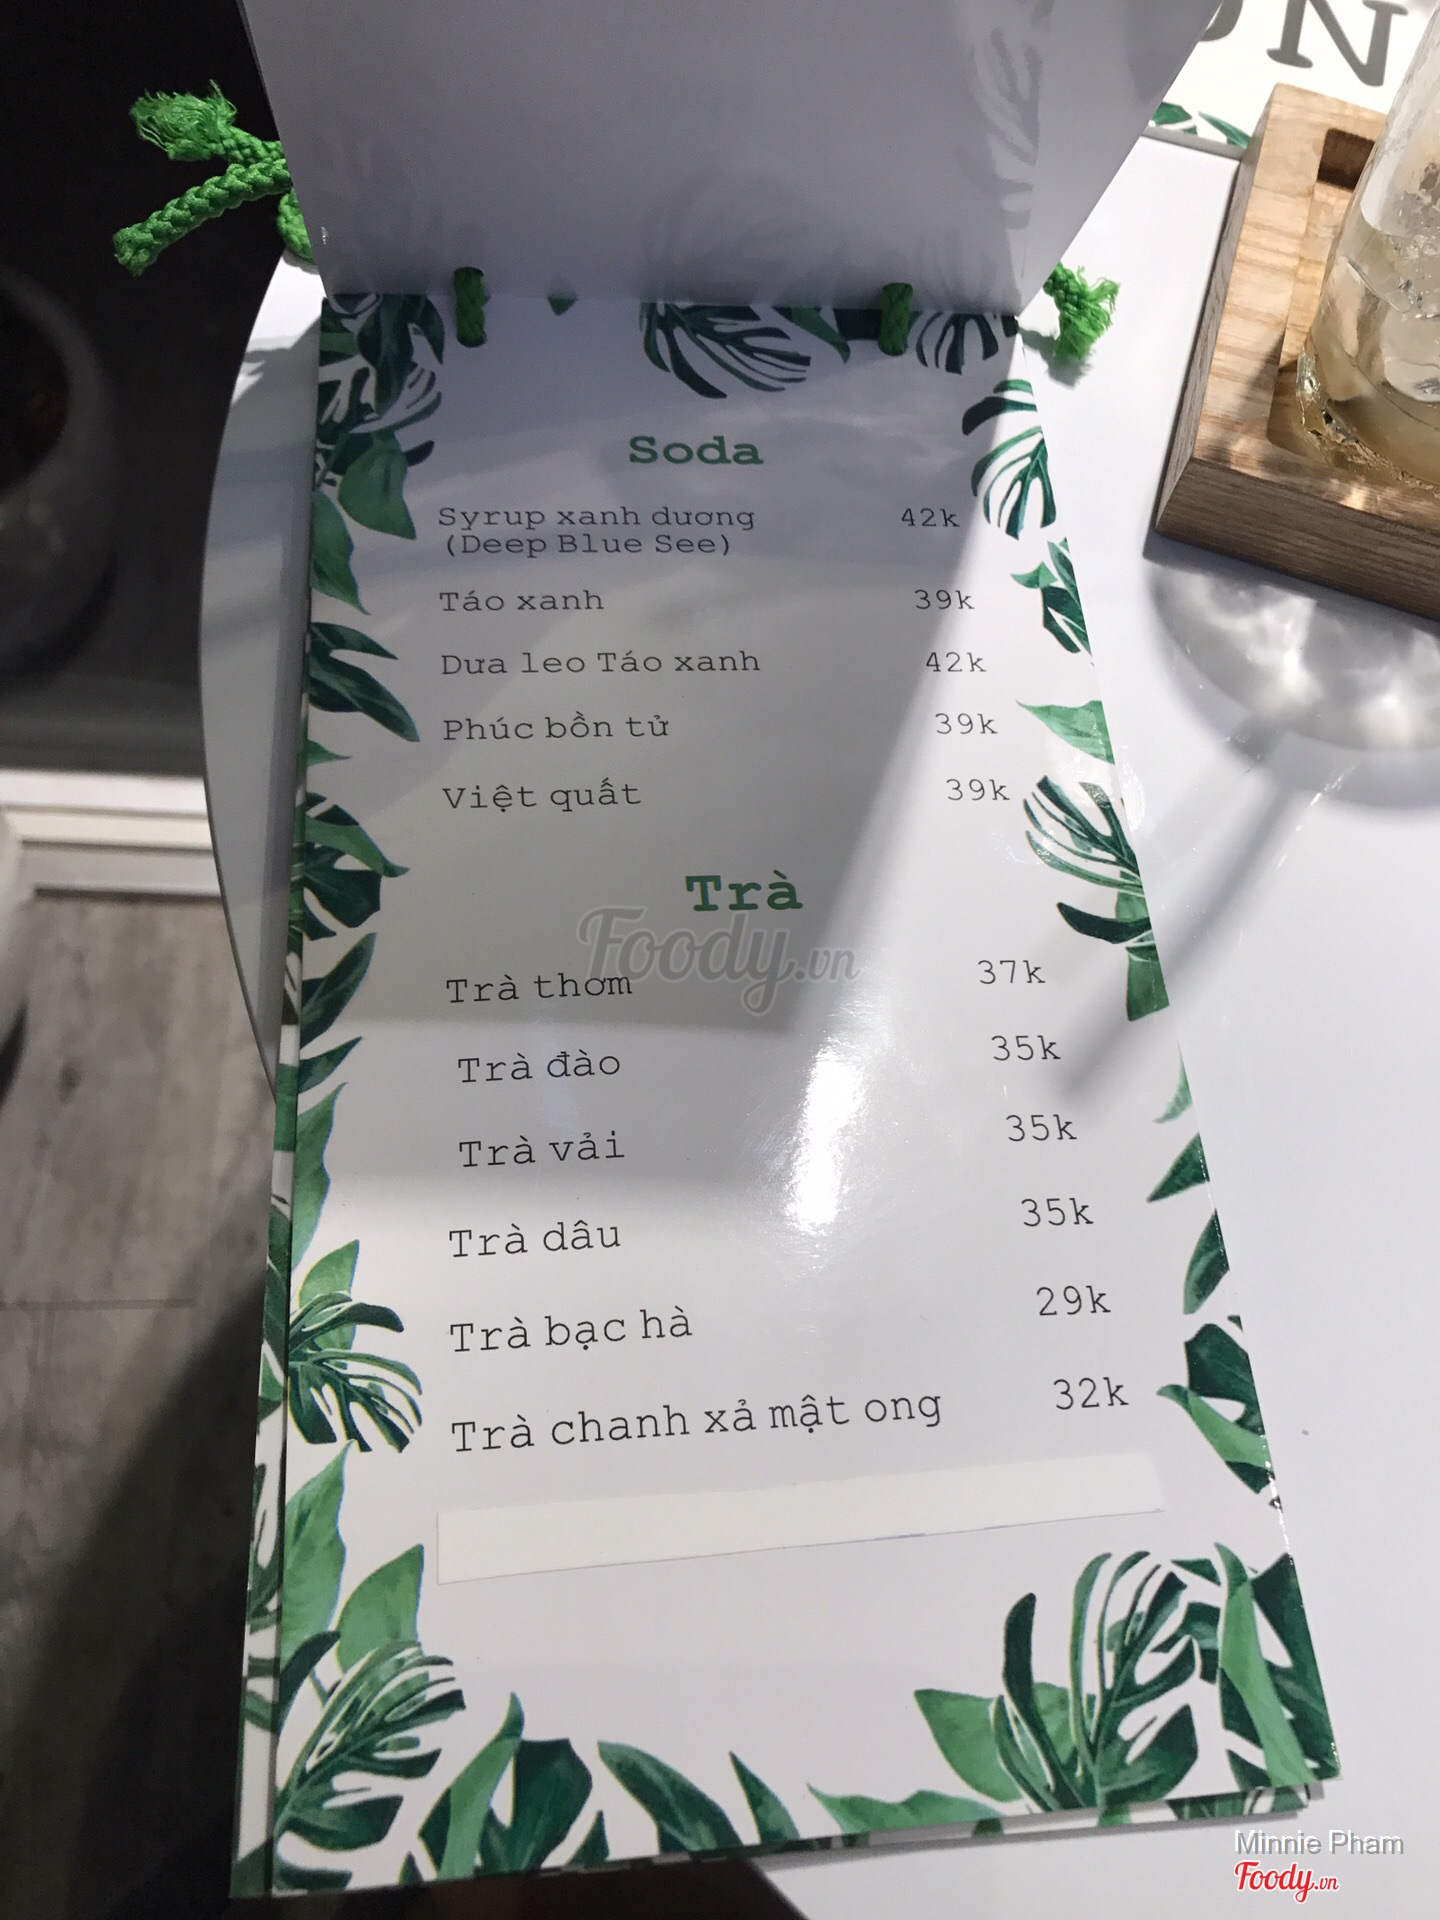 ON
Soda
Syrup xanh dương 42k
(Deep Blue See)
Táo xanh 39k
Dưa leo Táo xanh 42k
Phúc bồn tử 39k
Việt quất 39k
Trà
Foody.vn
Trà thơm 37k
Trà đào 35k
Trà vải 35k
Trà dâu 35k
Trà bạc hà 29k
Trà chanh xả mật ong 32k
Minnie Pham
Foody.vn